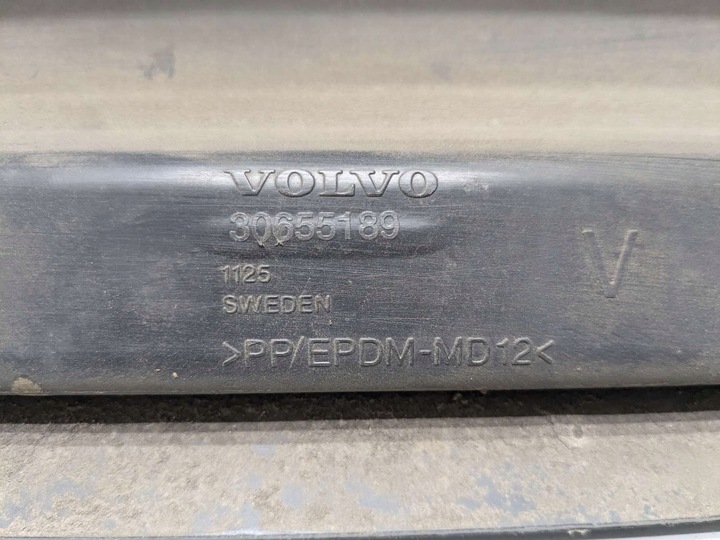 VOLVO
30655189
V
1125
SWEDEN
>PP/EPDM-MD12<